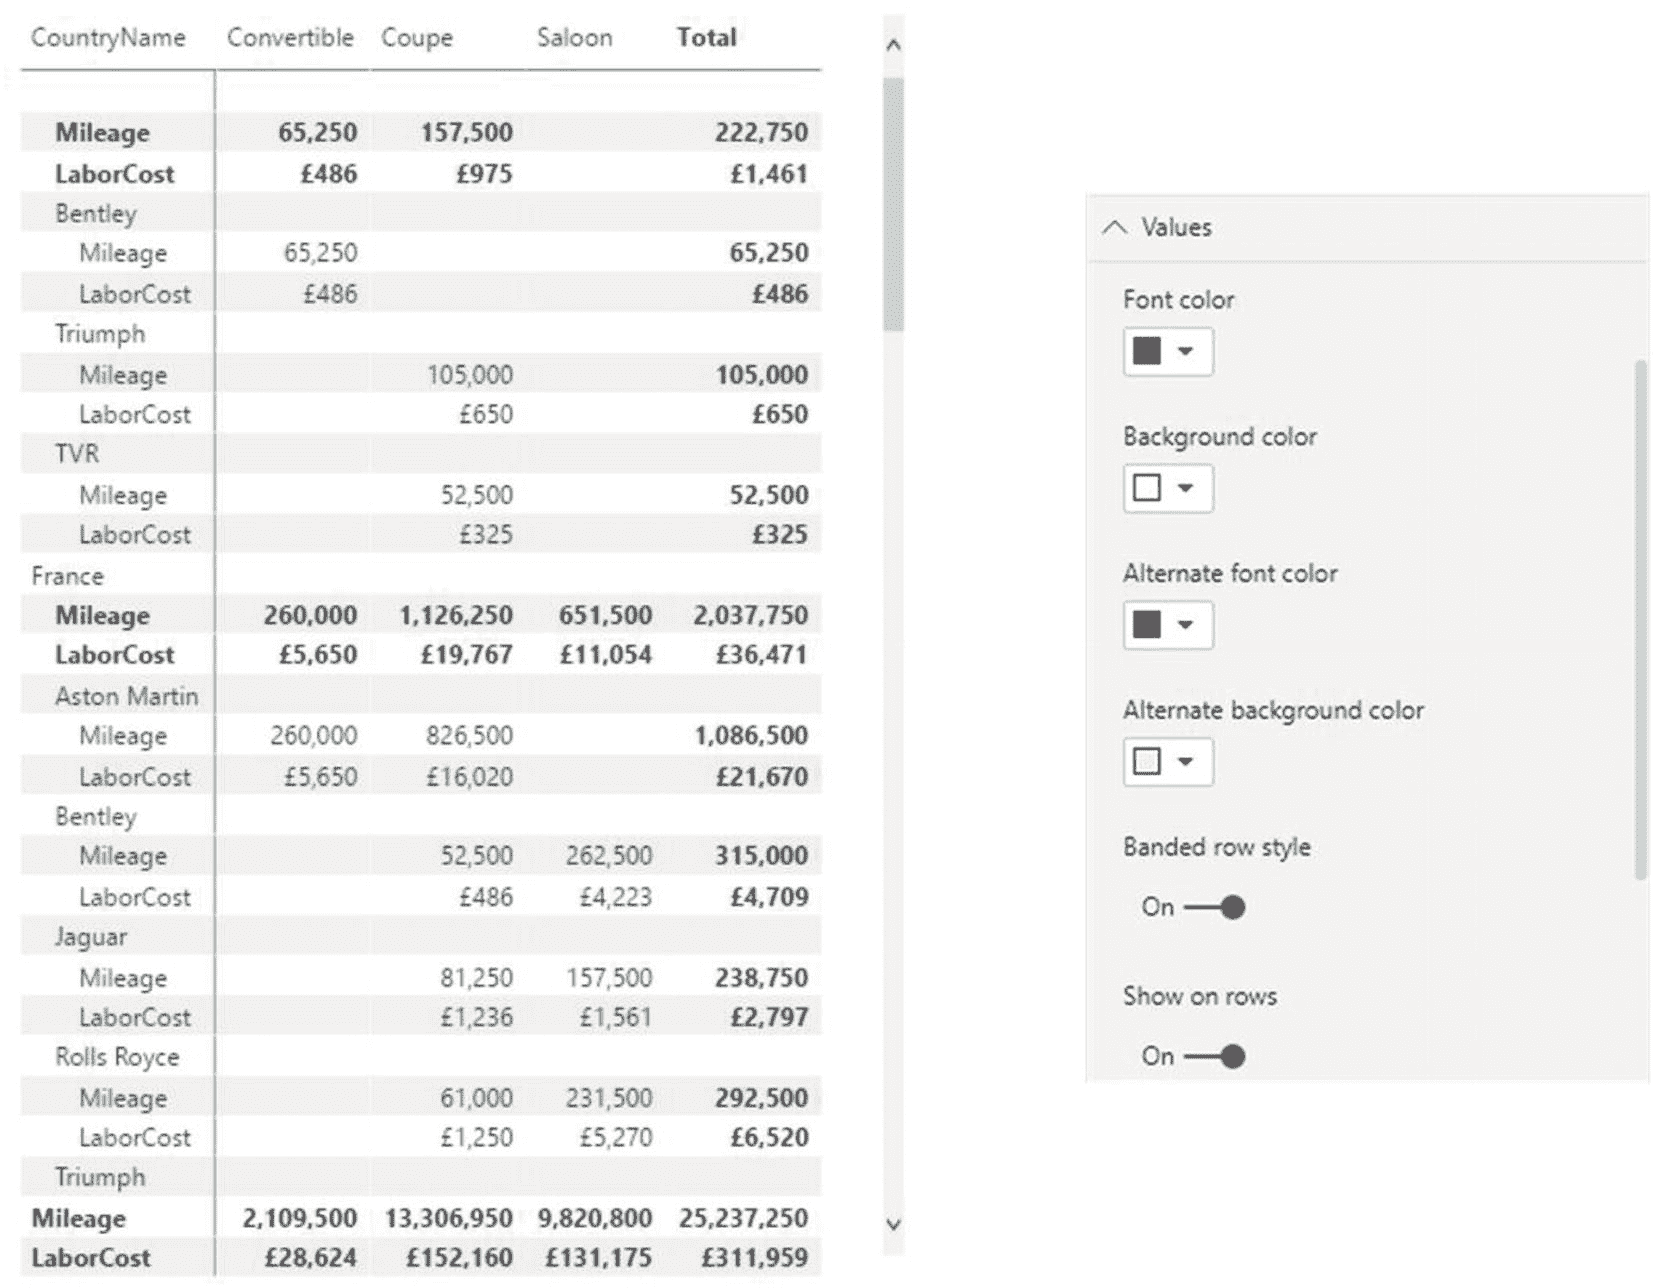 CountryName Convertible Coupe Saloon Total
Mileage 65,250 157,500 222,750
LaborCost £486 £975 £1,461
Bentley
Mileage 65,250 65,250
LaborCost £486 £486
Triumph
Mileage 105,000 105,000
LaborCost £650 £650
TVR
Mileage 52,500 52,500
LaborCost £325 £325
France
Mileage 260,000 1,126,250 651,500 2,037,750
LaborCost £5,650 £19,767 £11,054 £36,471
Aston Martin
Mileage 260,000 826,500 1,086,500
LaborCost £5,650 £16,020 £21,670
Bentley
Mileage 52,500 262,500 315,000
LaborCost £486 £4,223 £4,709
Jaguar
Mileage 81,250 157,500 238,750
LaborCost £1,236 £1,561 £2,797
Rolls Royce
Mileage 61,000 231,500 292,500
LaborCost £1,250 £5,270 £6,520
Triumph
Mileage 2,109,500 13,306,950 9,820,800 25,237,250
LaborCost £28,624 £152,160 £131,175 £311,959
Values
Font color
Background color
Alternate font color
Alternate background color
Banded row style
On
Show on rows
On